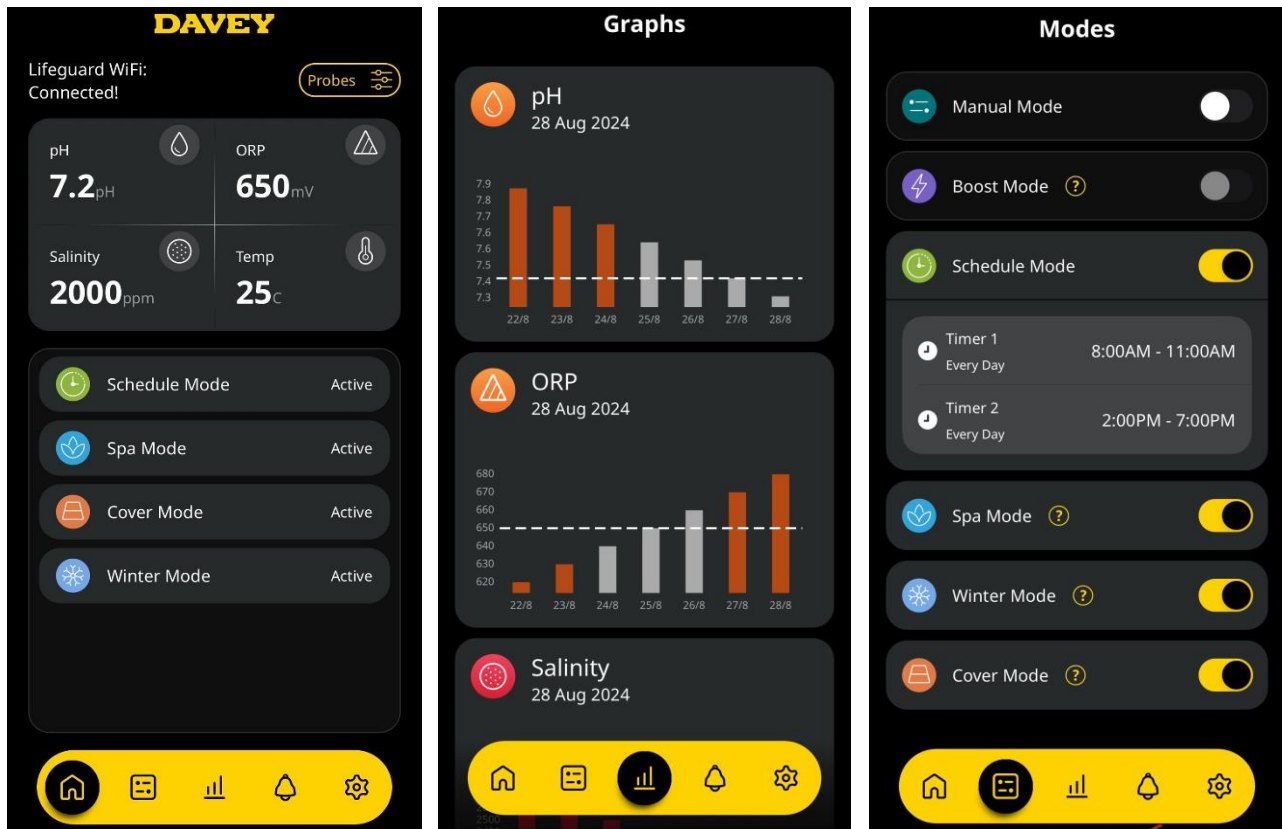 DAVEY
Lifeguard WiFi:
Connected!
Probes
pH
7.2pH
ORP
650mV
Salinity
2000ppm
Temp
25C
Schedule Mode Active
Spa Mode Active
Cover Mode Active
Winter Mode Active
Graphs
pH
28 Aug 2024
7.9
7.8
7.7
7.6
7.6
7.5
7.4
7.3
22/8 23/8 24/8 25/8 26/8 27/8 28/8
ORP
28 Aug 2024
680
670
660
650
640
630
620
22/8 23/8 24/8 25/8 26/8 27/8 28/8
Salinity
28 Aug 2024
2500
Modes
Manual Mode
Boost Mode ?
Schedule Mode
Timer 1
Every Day
8:00AM - 11:00AM
Timer 2
Every Day
2:00PM - 7:00PM
Spa Mode ?
Winter Mode ?
Cover Mode ?